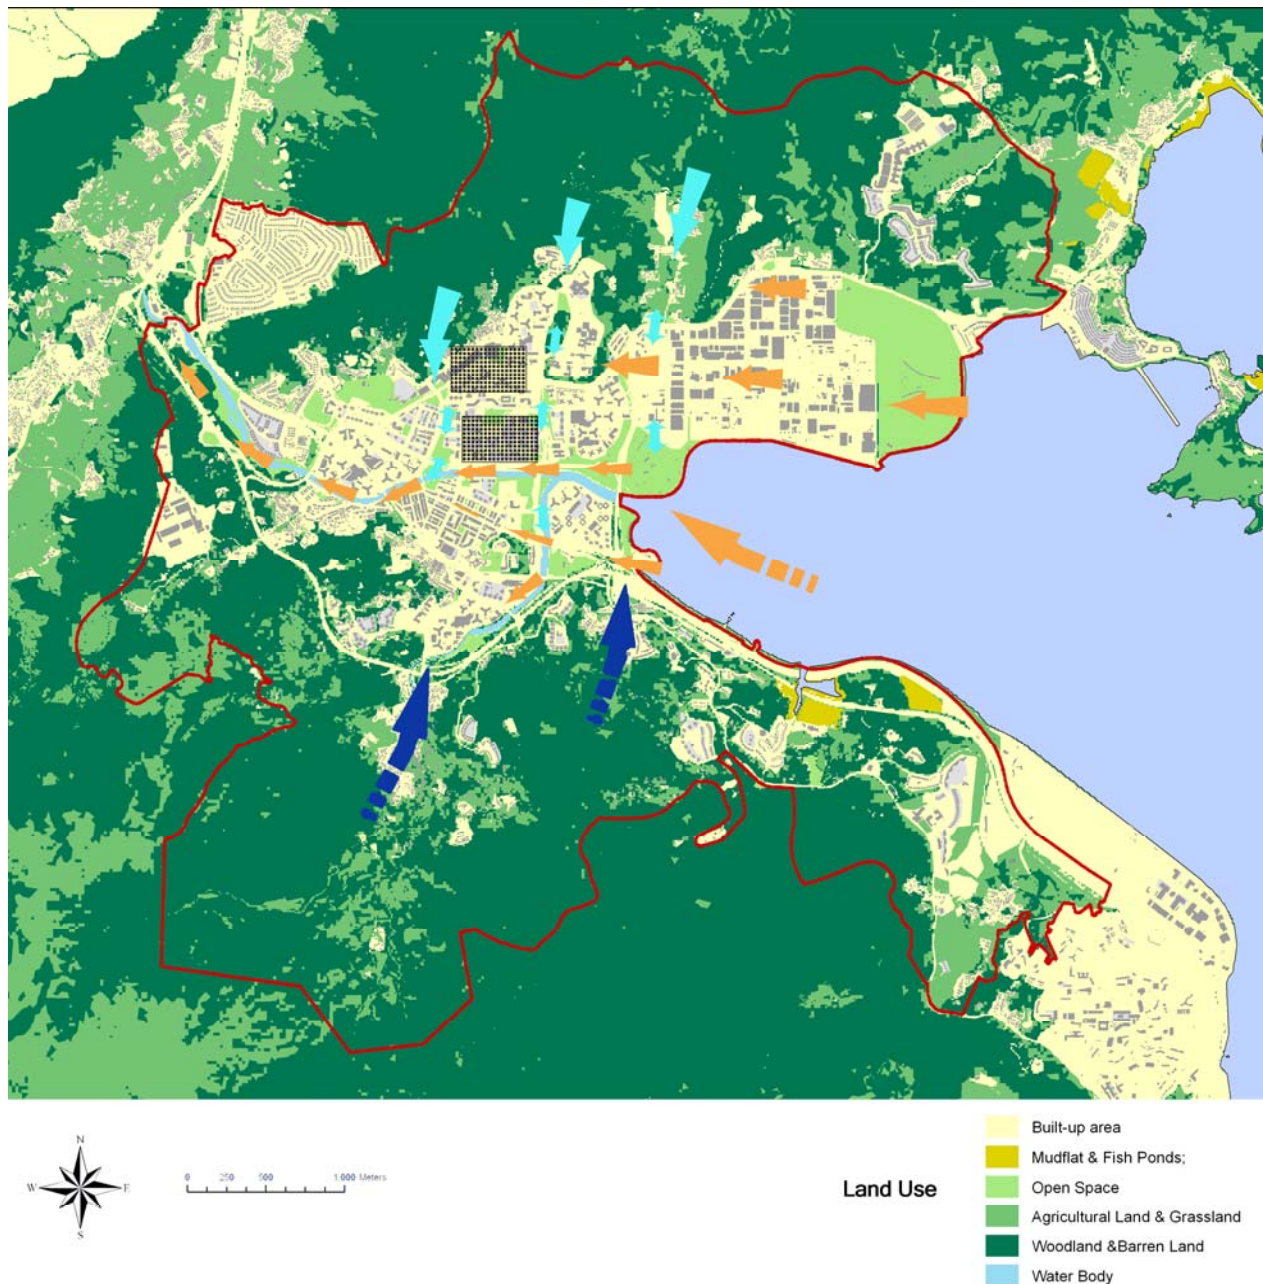 N
W
E
S
0 250 500 1,000 Meters
Land Use
Built-up area
Mudflat & Fish Ponds;
Open Space
Agricultural Land & Grassland
Woodland &Barren Land
Water Body